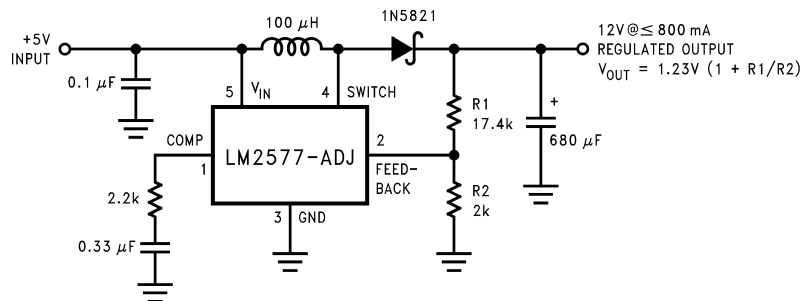 100 μH
1N5821
+5V
INPUT
12V@≤ 800 mA
REGULATED OUTPUT
VOUT = 1.23V (1 + R1/R2)
0.1 μF
5
VIN
4
SWITCH
R1
17.4k
+
680 μF
COMP
1
LM2577-ADJ
2
FEED-
BACK
2.2k
R2
2k
3
GND
0.33 μF